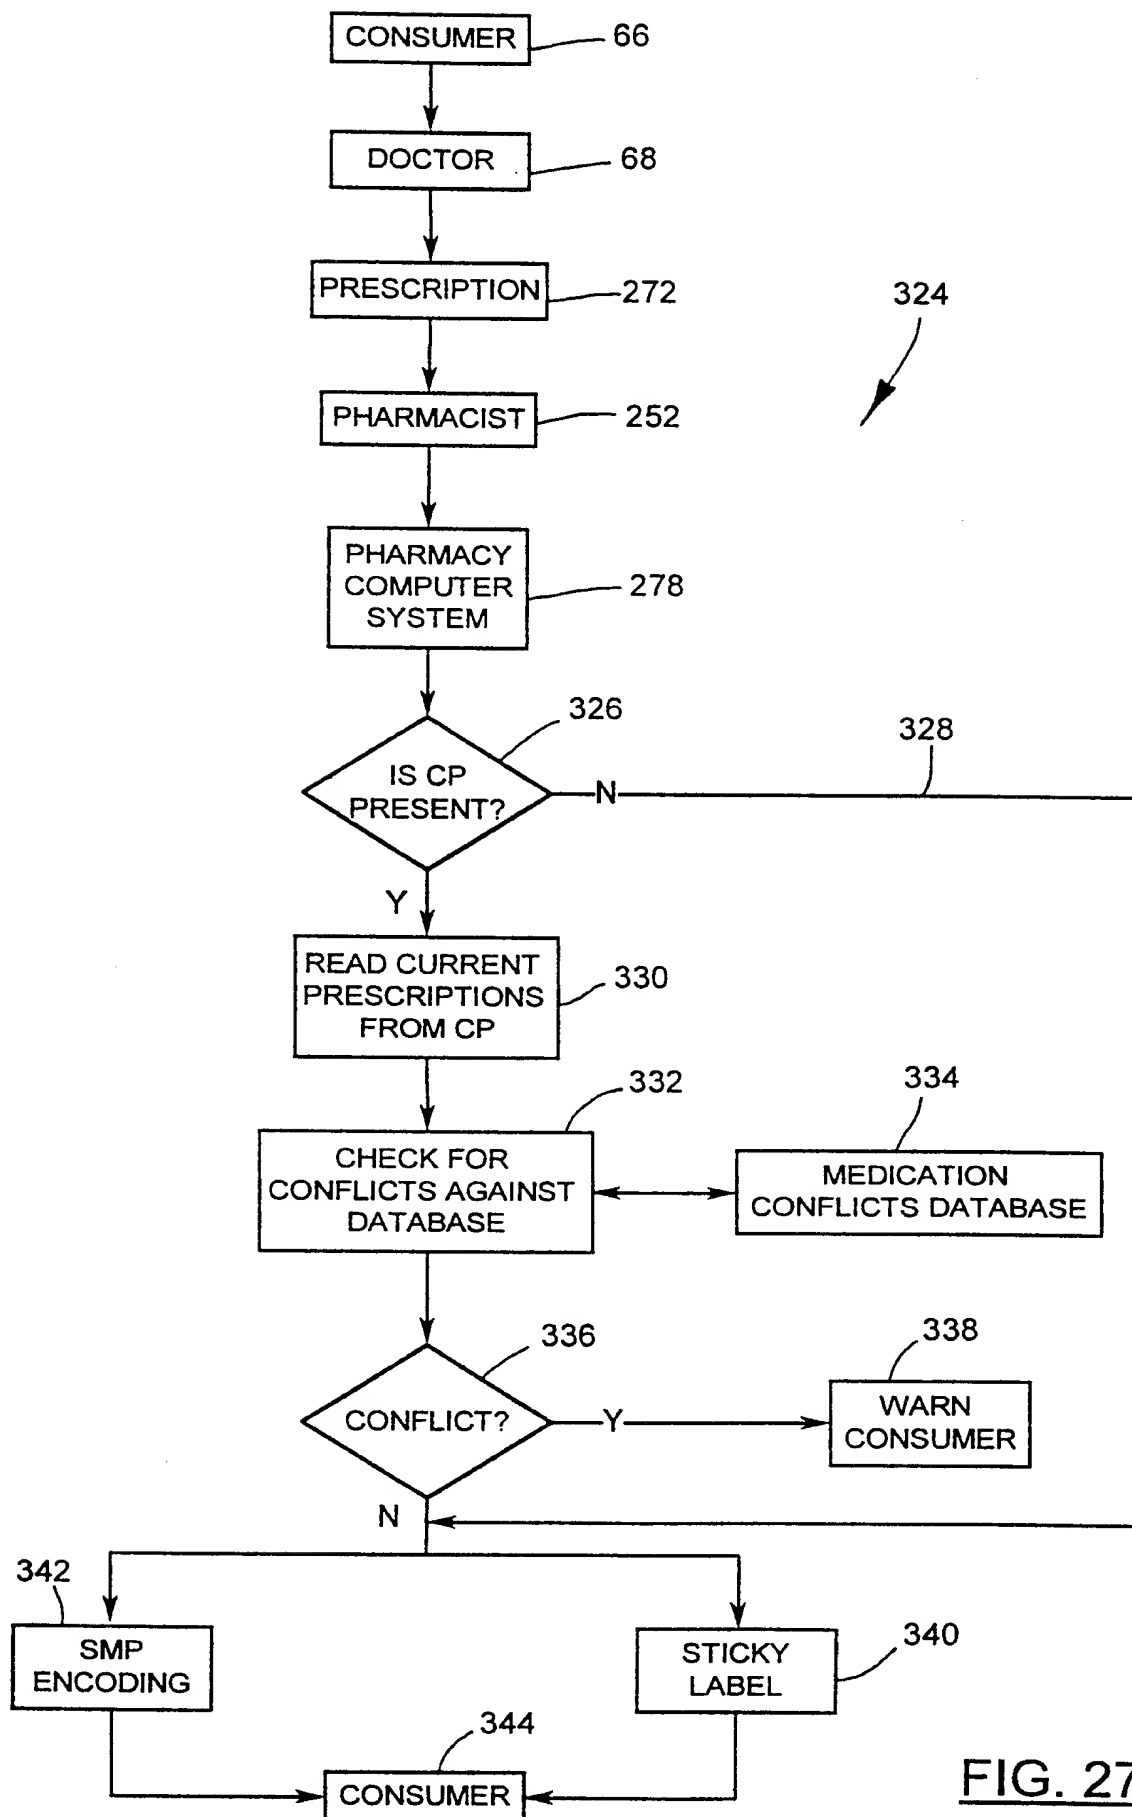 CONSUMER
66
DOCTOR
68
PRESCRIPTION
272
324
PHARMACIST
252
PHARMACY
COMPUTER
SYSTEM
278
326
328
IS CP
PRESENT?
N
Y
READ CURRENT
PRESCRIPTIONS
FROM CP
330
332
334
CHECK FOR
CONFLICTS AGAINST
DATABASE
MEDICATION
CONFLICTS DATABASE
336
338
CONFLICT?
Y
WARN
CONSUMER
N
342
SMP
ENCODING
340
STICKY
LABEL
344
CONSUMER
FIG. 27